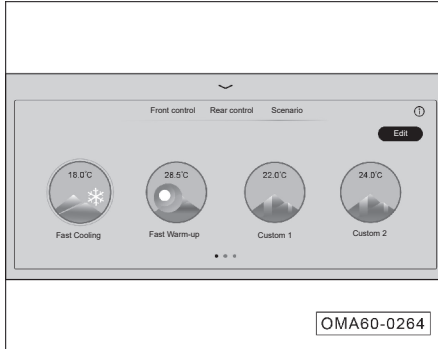 Front control Rear control Scenario
Edit
18.0°C 28.5°C 22.0°C 24.0°C
Fast Cooling Fast Warm-up Custom 1 Custom 2
OMA60-0264